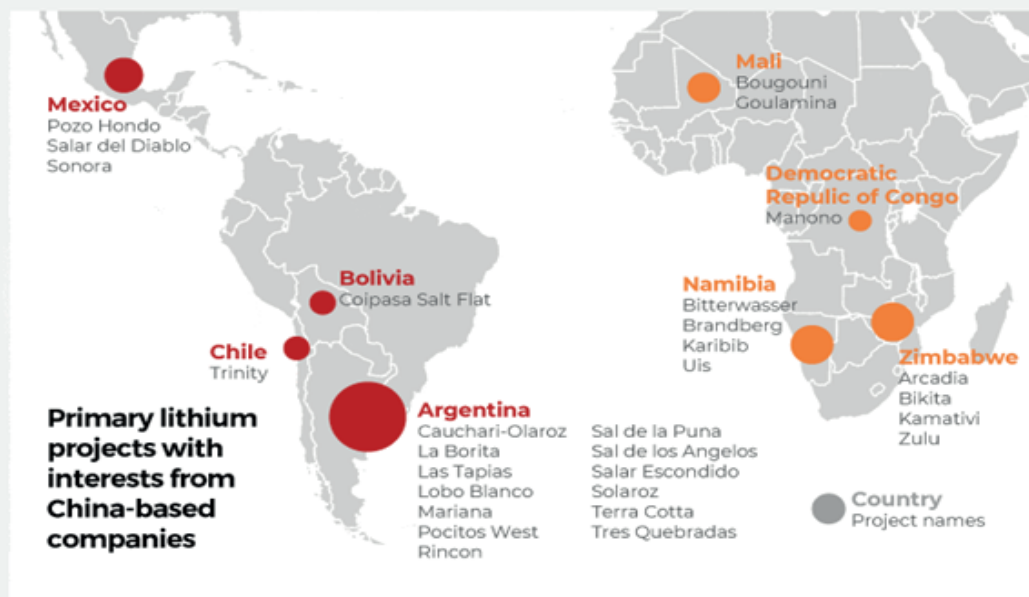 Mexico
Pozo Hondo
Salar del Diablo
Sonora
Mali
Bougouni
Goulamina
Democratic
Repulic of Congo
Manono
Bolivia
Coipasa Salt Flat
Chile
Trinity
Namibia
Bitterwasser
Brandberg
Karibib
Uis
Zimbabwe
Arcadia
Bikita
Kamativi
Zulu
Argentina
Cauchari-Olaroz
La Borita
Las Tapias
Lobo Blanco
Mariana
Pocitos West
Rincon
Sal de la Puna
Sal de los Angelos
Salar Escondido
Solaroz
Terra Cotta
Tres Quebradas
Primary lithium
projects with
interests from
China-based
companies
Country
Project names